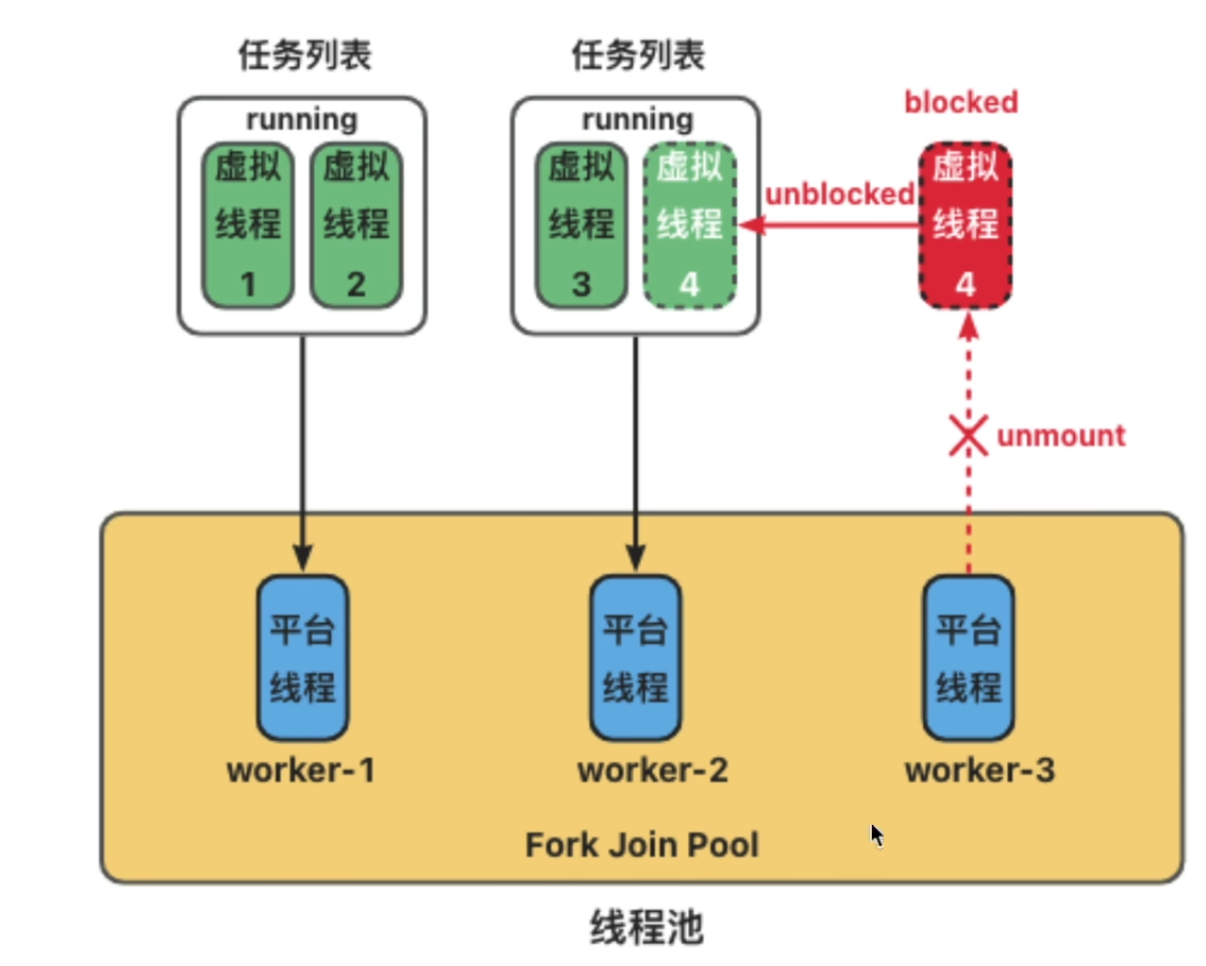 任务列表
任务列表
blocked
running
running
虚拟
线程
1
虚拟
线程
2
虚拟
线程
3
虚拟
线程
4
unblocked
虚拟
线程
4
unmount
平台
线程
平台
线程
平台
线程
worker-1
worker-2
worker-3
Fork Join Pool
线程池